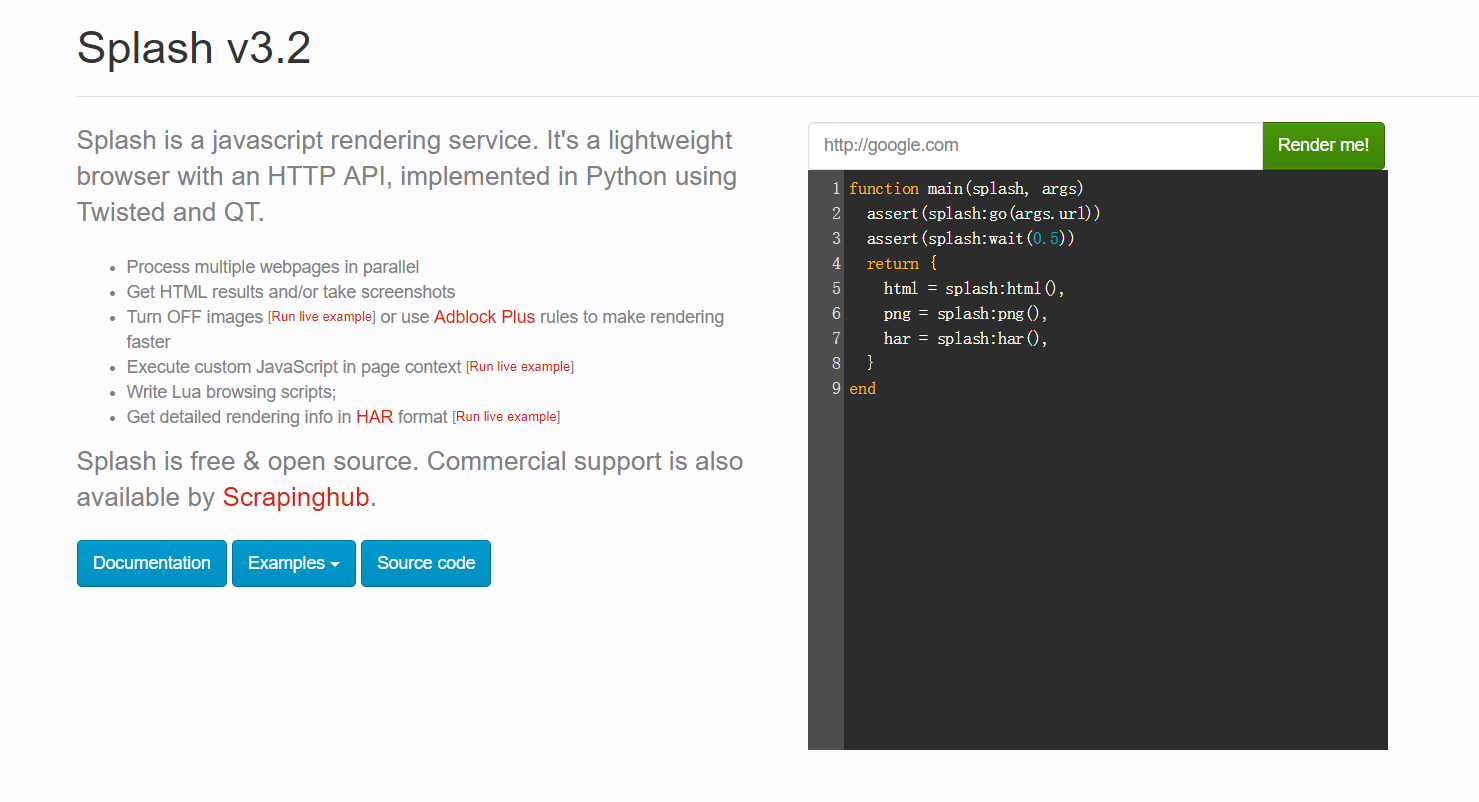 Splash v3.2
Splash is a javascript rendering service. It's a lightweight
browser with an HTTP API, implemented in Python using
Twisted and QT.
Process multiple webpages in parallel
Get HTML results and/or take screenshots
Turn OFF images [Run live example] or use Adblock Plus rules to make rendering
faster
Execute custom JavaScript in page context [Run live example]
Write Lua browsing scripts;
Get detailed rendering info in HAR format [Run live example]
Splash is free & open source. Commercial support is also
available by Scrapinghub.
Documentation Examples Source code
http://google.com Render me!
1 function main(splash, args)
2   assert(splash:go(args.url))
3   assert(splash:wait(0.5))
4   return {
5     html = splash:html(),
6     png = splash:png(),
7     har = splash:har(),
8   }
9 end